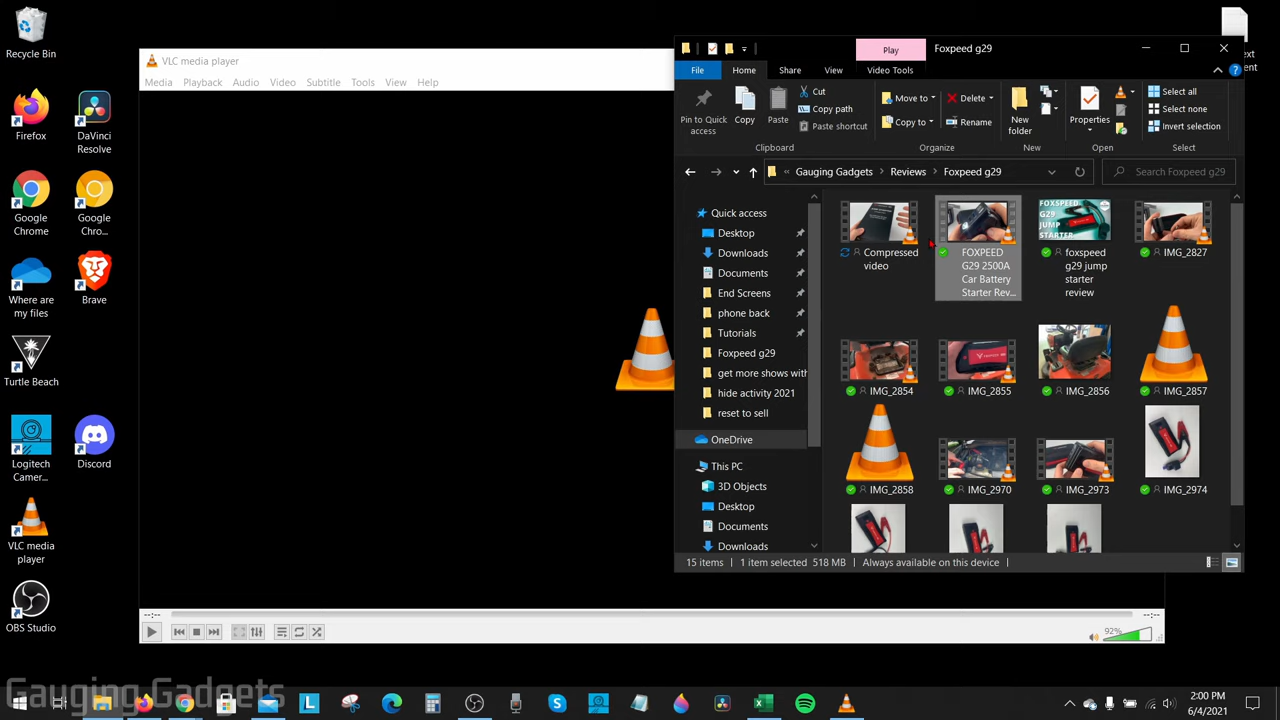 Recycle Bin
Firefox
DaVinci
Resolve
Google
Chrome
Google
Chro...
Where are
my files
Brave
Turtle Beach
Logitech
Camer...
Discord
VLC media
player
OBS Studio
VLC media player
Media Playback Audio Video Subtitle Tools View Help
--:-- --:--
92%
Play
Foxpeed g29
File Home Share View Video Tools
Pin to Quick
access
Copy
Paste
Cut
Copy path
Paste shortcut
Clipboard
Move to
Copy to
Delete
Rename
Organize
New
folder
New
Properties
Open
Select all
Select none
Invert selection
Select
« Gauging Gadgets > Reviews > Foxpeed g29
Search Foxpeed g29
Quick access
Desktop
Downloads
Documents
End Screens
phone back
Tutorials
Foxpeed g29
get more shows with
hide activity 2021
reset to sell
OneDrive
This PC
3D Objects
Desktop
Documents
Downloads
Compressed
video
FOXPEED
G29 2500A
Car Battery
Starter Rev...
FOXSPEED
G29
JUMP
STARTER
foxspeed
g29 jump
starter
review
IMG_2827
IMG_2854
IMG_2855
IMG_2856
IMG_2857
IMG_2858
IMG_2970
IMG_2973
IMG_2974
15 items 1 item selected 518 MB Always available on this device
Gauging Gadgets
2:00 PM
6/4/2021